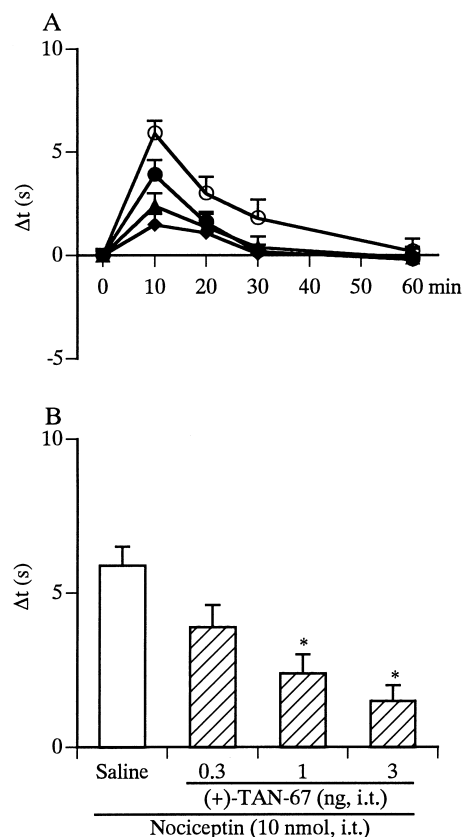 A
10
5
0
-5
Δt (s)
0 10 20 30 40 50 60 min
B
10
5
0
Δt (s)
* *
Saline 0.3 1 3
(+)-TAN-67 (ng, i.t.)
Nociceptin (10 nmol, i.t.)